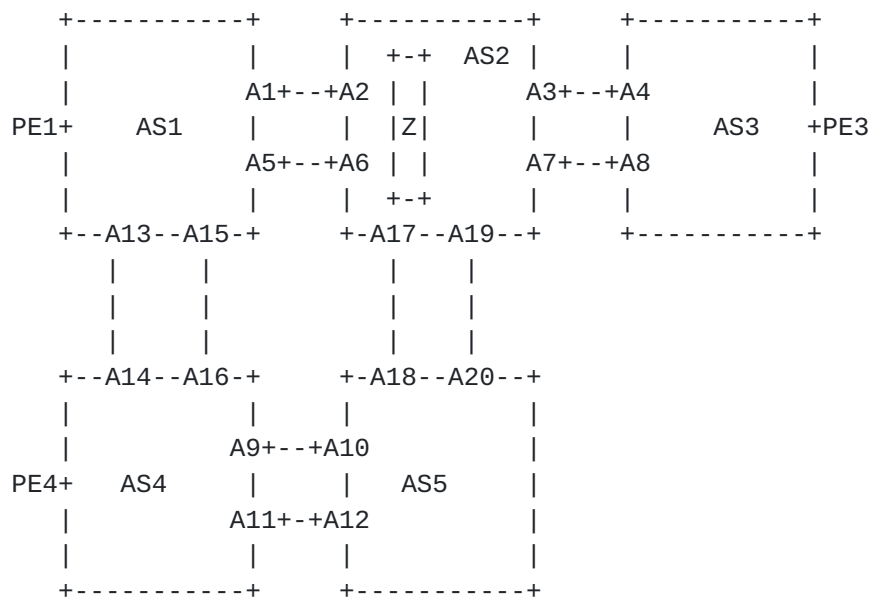 +-----------+     +-----------+     +-----------+
|           |     |  +-+  AS2 |     |           |
|           A1+--+A2 | |      A3+--+A4          |
PE1+    AS1    |     |  |Z|      |     |    AS3    +PE3
|           A5+--+A6 | |      A7+--+A8          |
|           |     |  +-+      |     |           |
+--A13--A15-+     +-A17--A19--+     +-----------+
|     |           |    |
|     |           |    |
|     |           |    |
+--A14--A16-+     +-A18--A20--+
|           |     |           |
|          A9+--+A10          |
PE4+   AS4     |     |   AS5     |
|          A11+-+A12          |
|           |     |           |
+-----------+     +-----------+